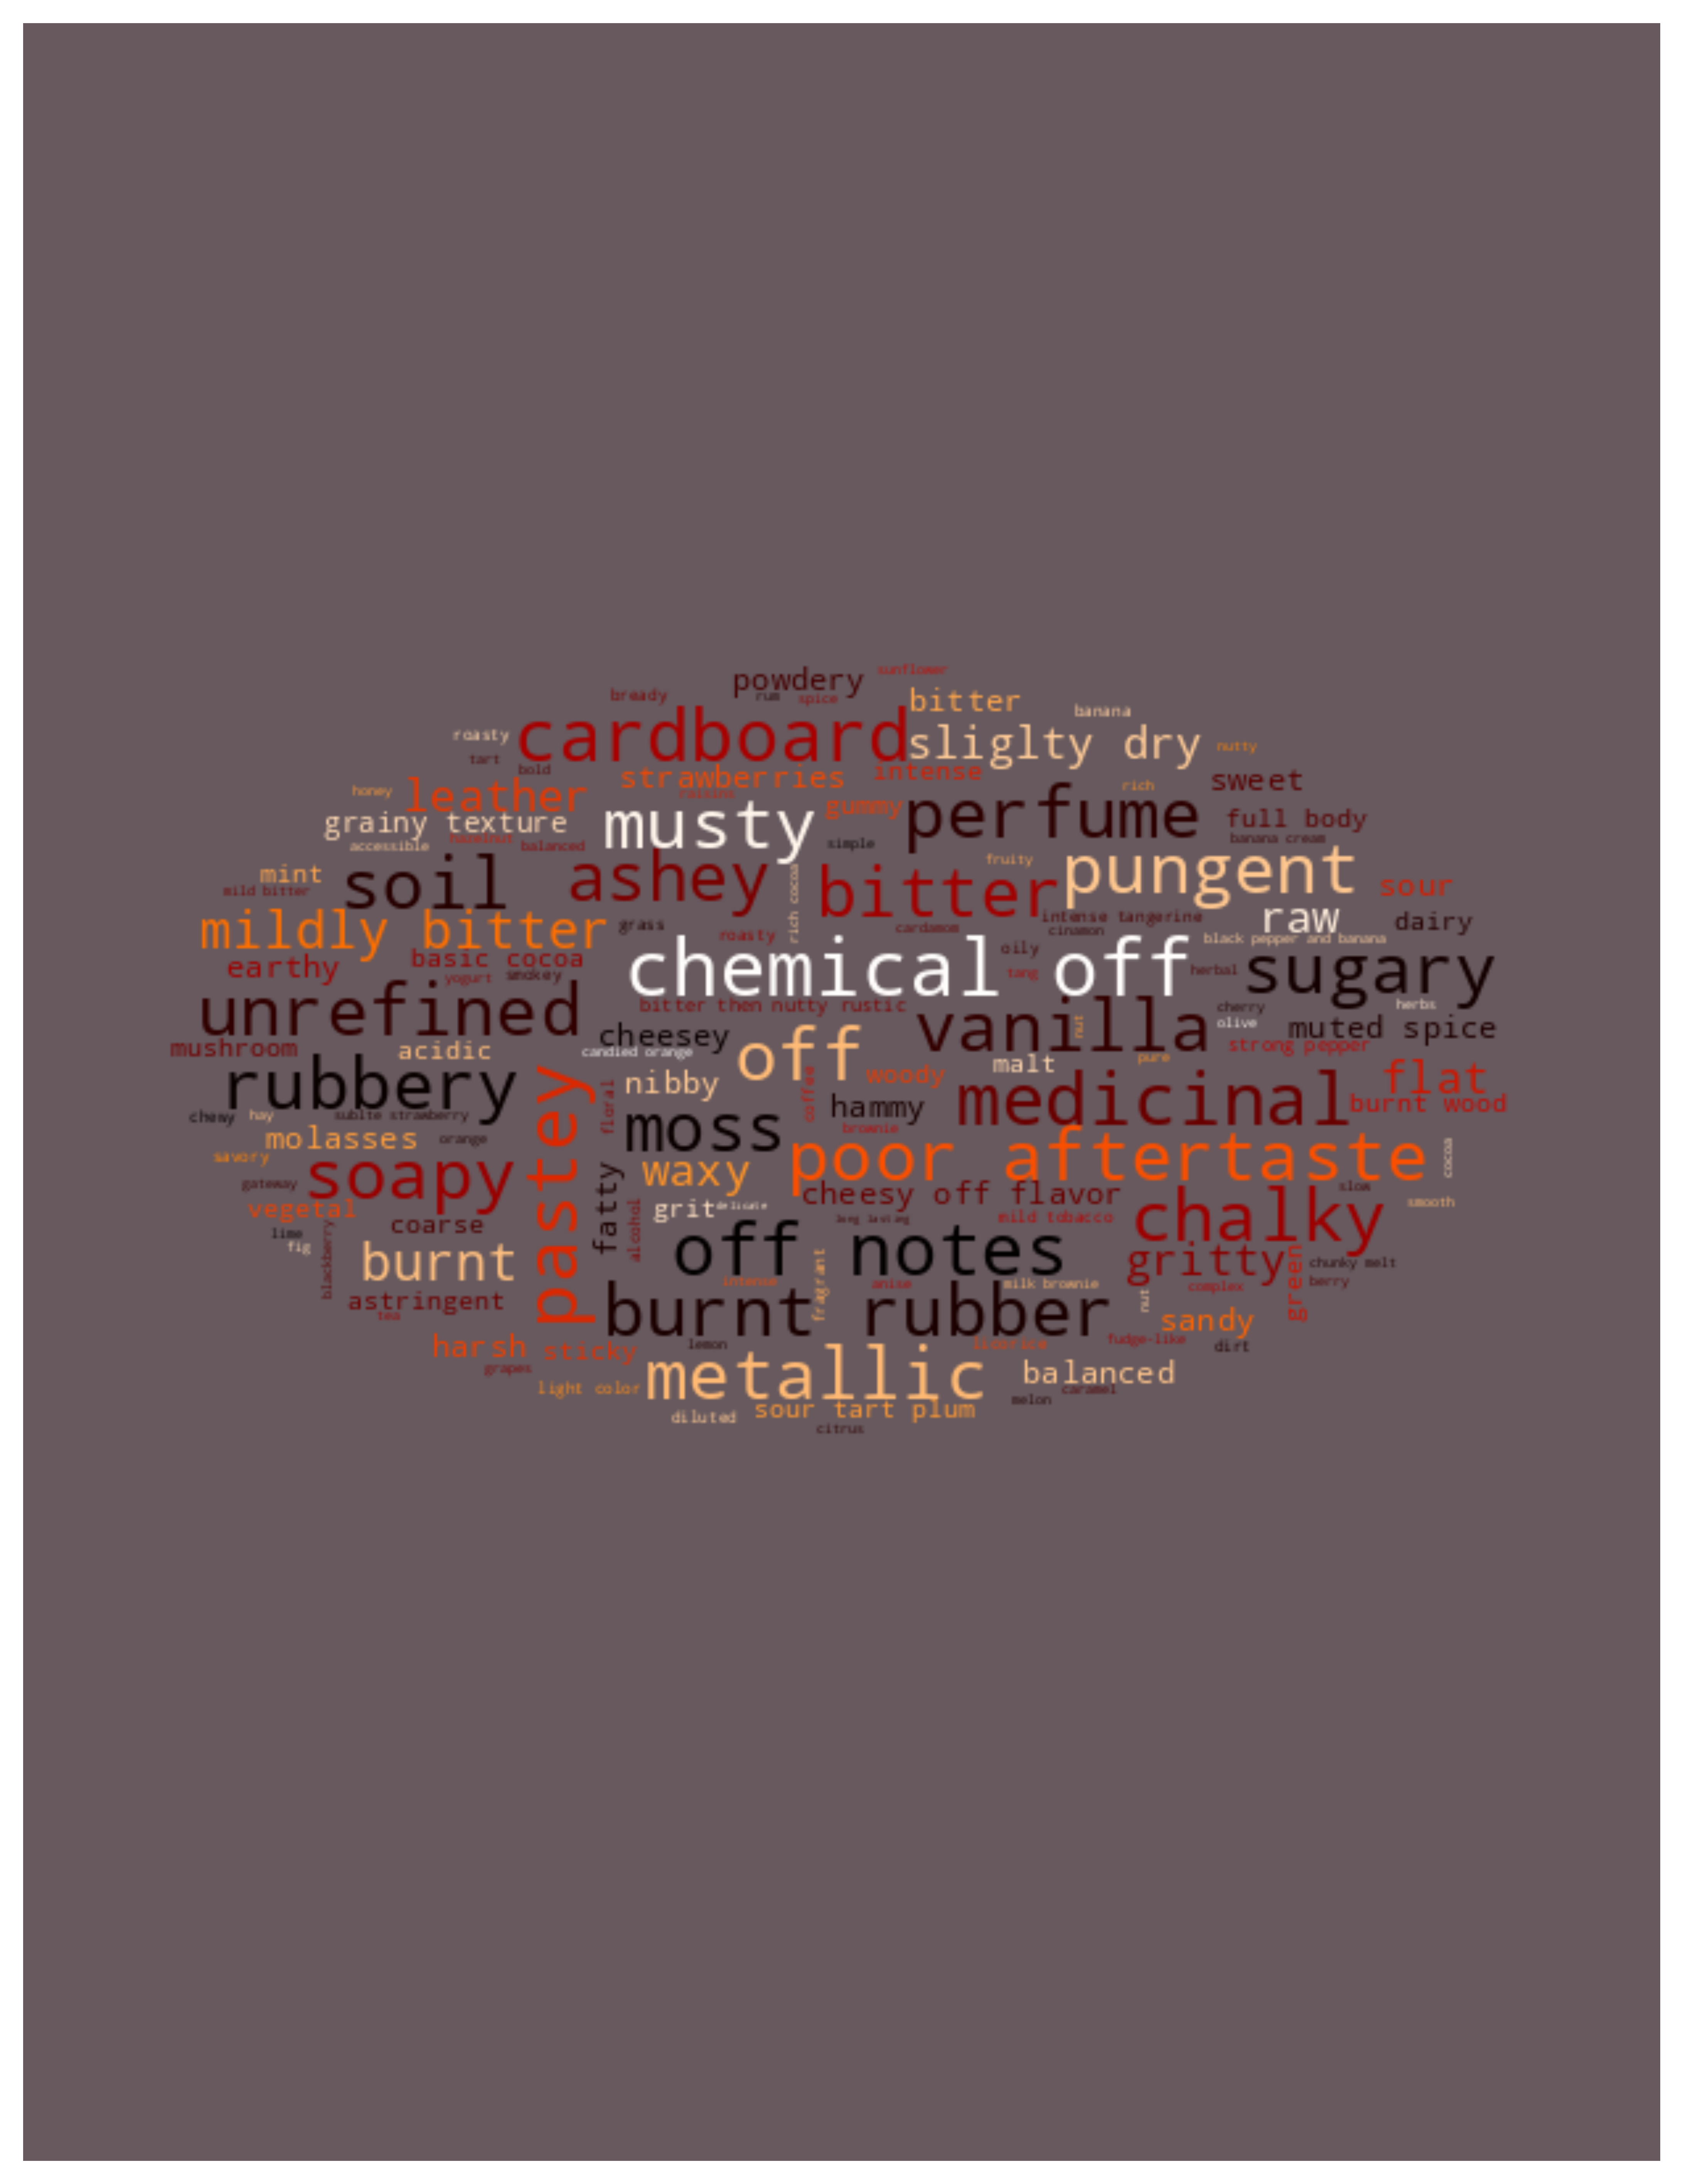 sunflower
powdery
bready
rum
spice
bitter
banana
roasty
cardboard
sliglty dry
nutty
tart
bold
strawberries
intense
sweet
honey
leather
rich
gummy
perfume
grainy texture
musty
full body
accessible
hazelnut
balanced
simple
banana cream
mint
soil
ashey
rich cocoa
bitter
fruity
pungent
sour
mild bitter
mildly bitter
grass
roasty
cardamom
intense tangerine
cinamon
raw
dairy
black pepper and banana
earthy
basic cocoa
yogurt
smokey
chemical off
oily
tang
herbal
sugary
unrefined
bitter then nutty rustic
vanilla
nut
cherry
olive
herbs
muted spice
cheesey
candied orange
off
strong pepper
mushroom
acidic
malt
pure
rubbery
pastey
floral
nibby
coffee
woody
hammy
medicinal
flat
burnt wood
chewy
hay
sublte strawberry
moss
brownie
molasses
orange
poor aftertaste
cocoa
savory
soapy
fatty
waxy
gateway
cheesy off flavor
slow
smooth
vegetal
coarse
alcohol
grit
delicate
long lasting
mild tobacco
chalky
lime
fig
blackberry
burnt
off notes
gritty
green
chunky melt
berry
intense
fragrant
anise
milk brownie
complex
astringent
tea
burnt rubber
nut
sandy
harsh
sticky
lemon
licorice
fudge-like
dirt
grapes
light color
metallic
balanced
caramel
melon
diluted
sour tart plum
citrus